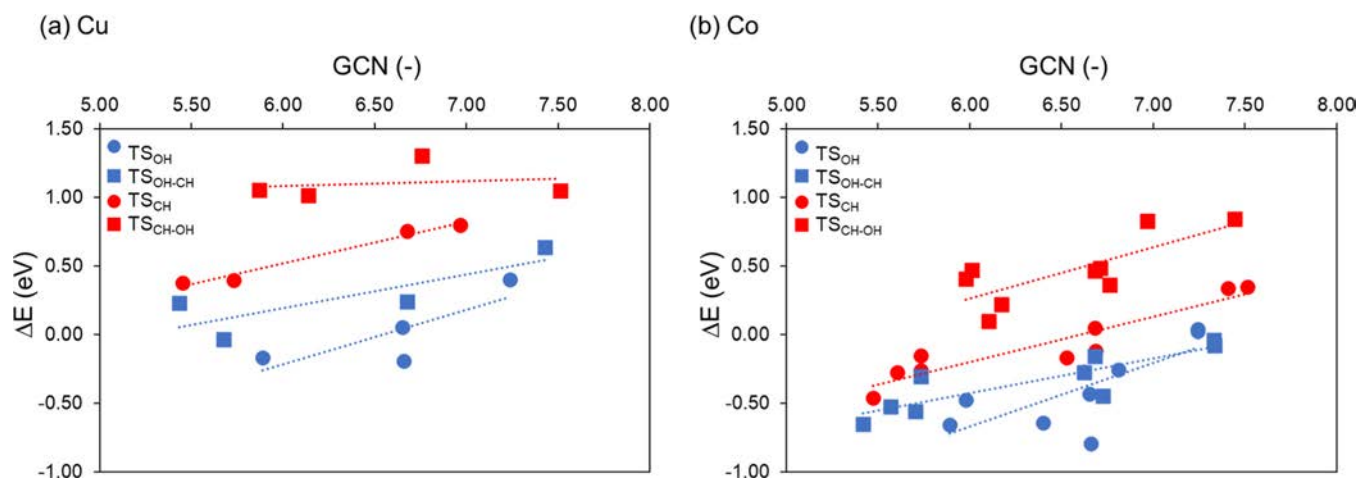 (a) Cu
GCN (-)
5.00 5.50 6.00 6.50 7.00 7.50 8.00
1.50
1.00
0.50
0.00
-0.50
-1.00
ΔE (eV)
TSOH
TSOH-CH
TSCH
TSCH-OH
(b) Co
GCN (-)
5.00 5.50 6.00 6.50 7.00 7.50 8.00
1.50
1.00
0.50
0.00
-0.50
-1.00
ΔE (eV)
TSOH
TSOH-CH
TSCH
TSCH-OH